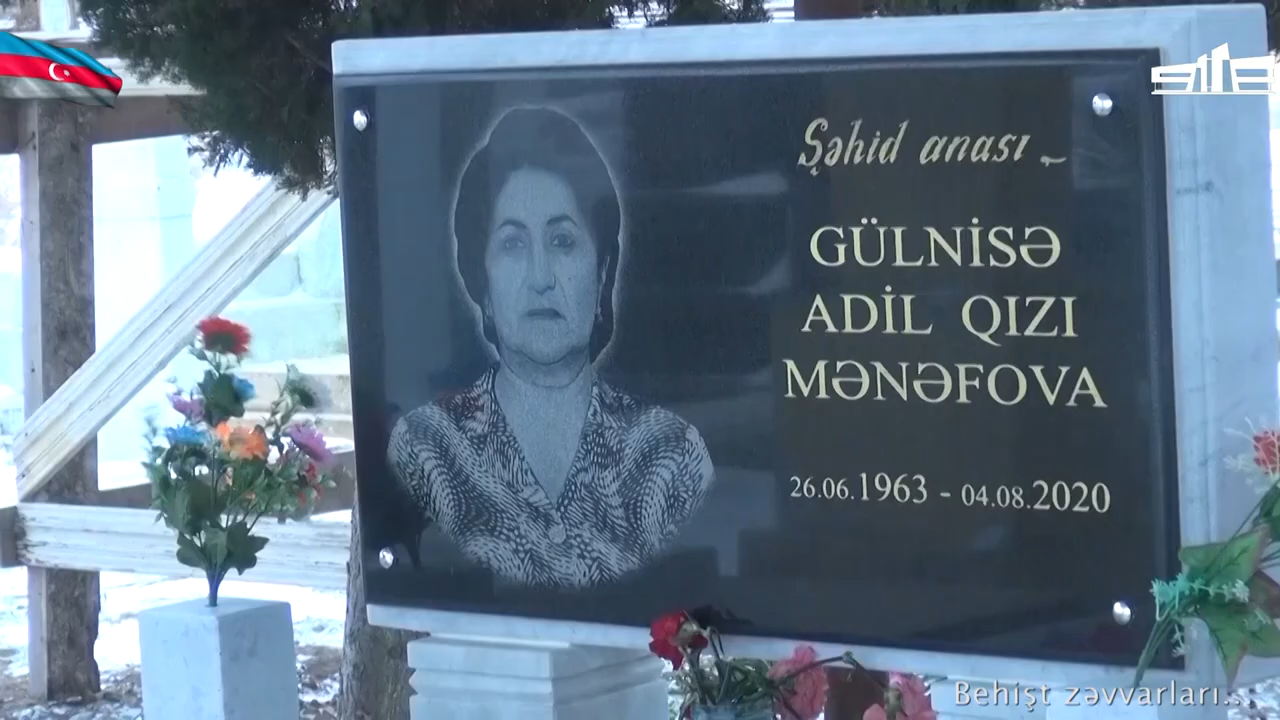 Şəhid anası -
GÜLNİSƏ
ADİL QIZI
MƏNƏFOVA
26.06.1963 - 04.08.2020
Behişt zəvvarları...